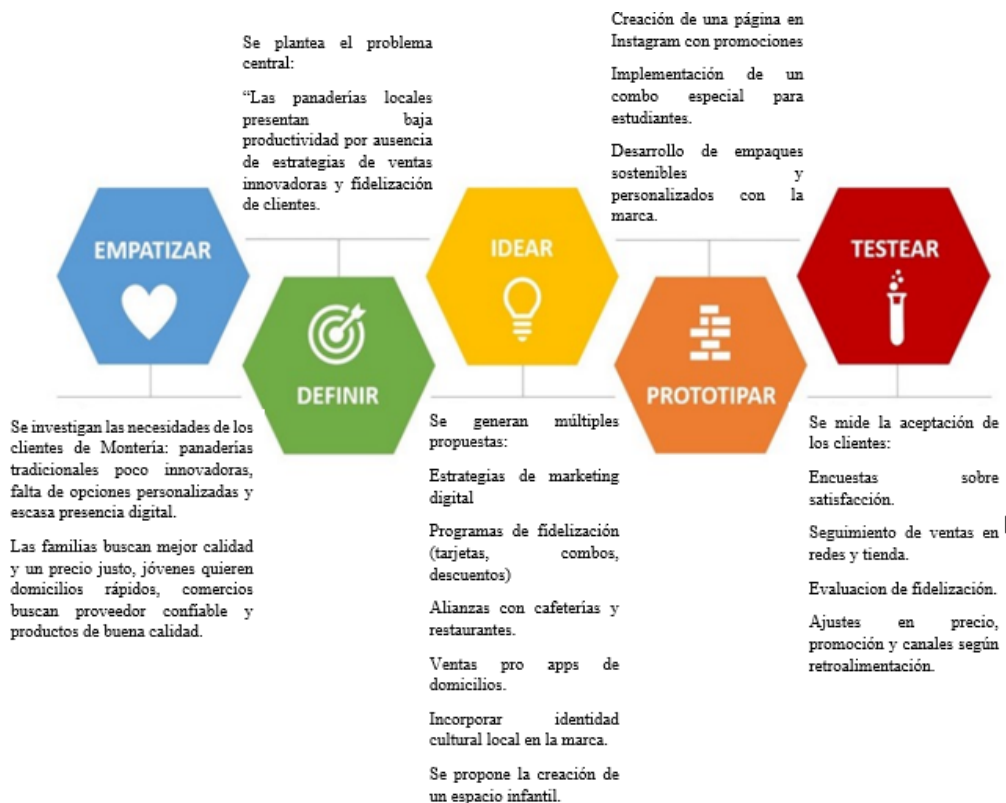 EMPATIZAR
Se investigan las necesidades de los
clientes de Montería: panaderías
tradicionales poco innovadoras,
falta de opciones personalizadas y
escasa presencia digital.
Las familias buscan mejor calidad
y un precio justo, jóvenes quieren
domicilios rápidos, comercios
buscan proveedor confiable y
productos de buena calidad.
Se plantea el problema
central:
“Las panaderías locales
presentan baja
productividad por ausencia
de estrategias de ventas
innovadoras y fidelización
de clientes.
DEFINIR
IDEAR
Se generan múltiples
propuestas:
Estrategias de marketing
digital
Programas de fidelización
(tarjetas, combos,
descuentos)
Alianzas con cafeterías y
restaurantes.
Ventas pro apps de
domicilios.
Incorporar identidad
cultural local en la marca.
Se propone la creación de
un espacio infantil.
Creación de una página en
Instagram con promociones
Implementación de un
combo especial para
estudiantes.
Desarrollo de empaques
sostenibles y
personalizados con la
marca.
PROTOTIPAR
TESTEAR
Se mide la aceptación de
los clientes:
Encuestas sobre
satisfacción.
Seguimiento de ventas en
redes y tienda.
Evaluacion de fidelización.
Ajustes en precio,
promoción y canales según
retroalimentación.